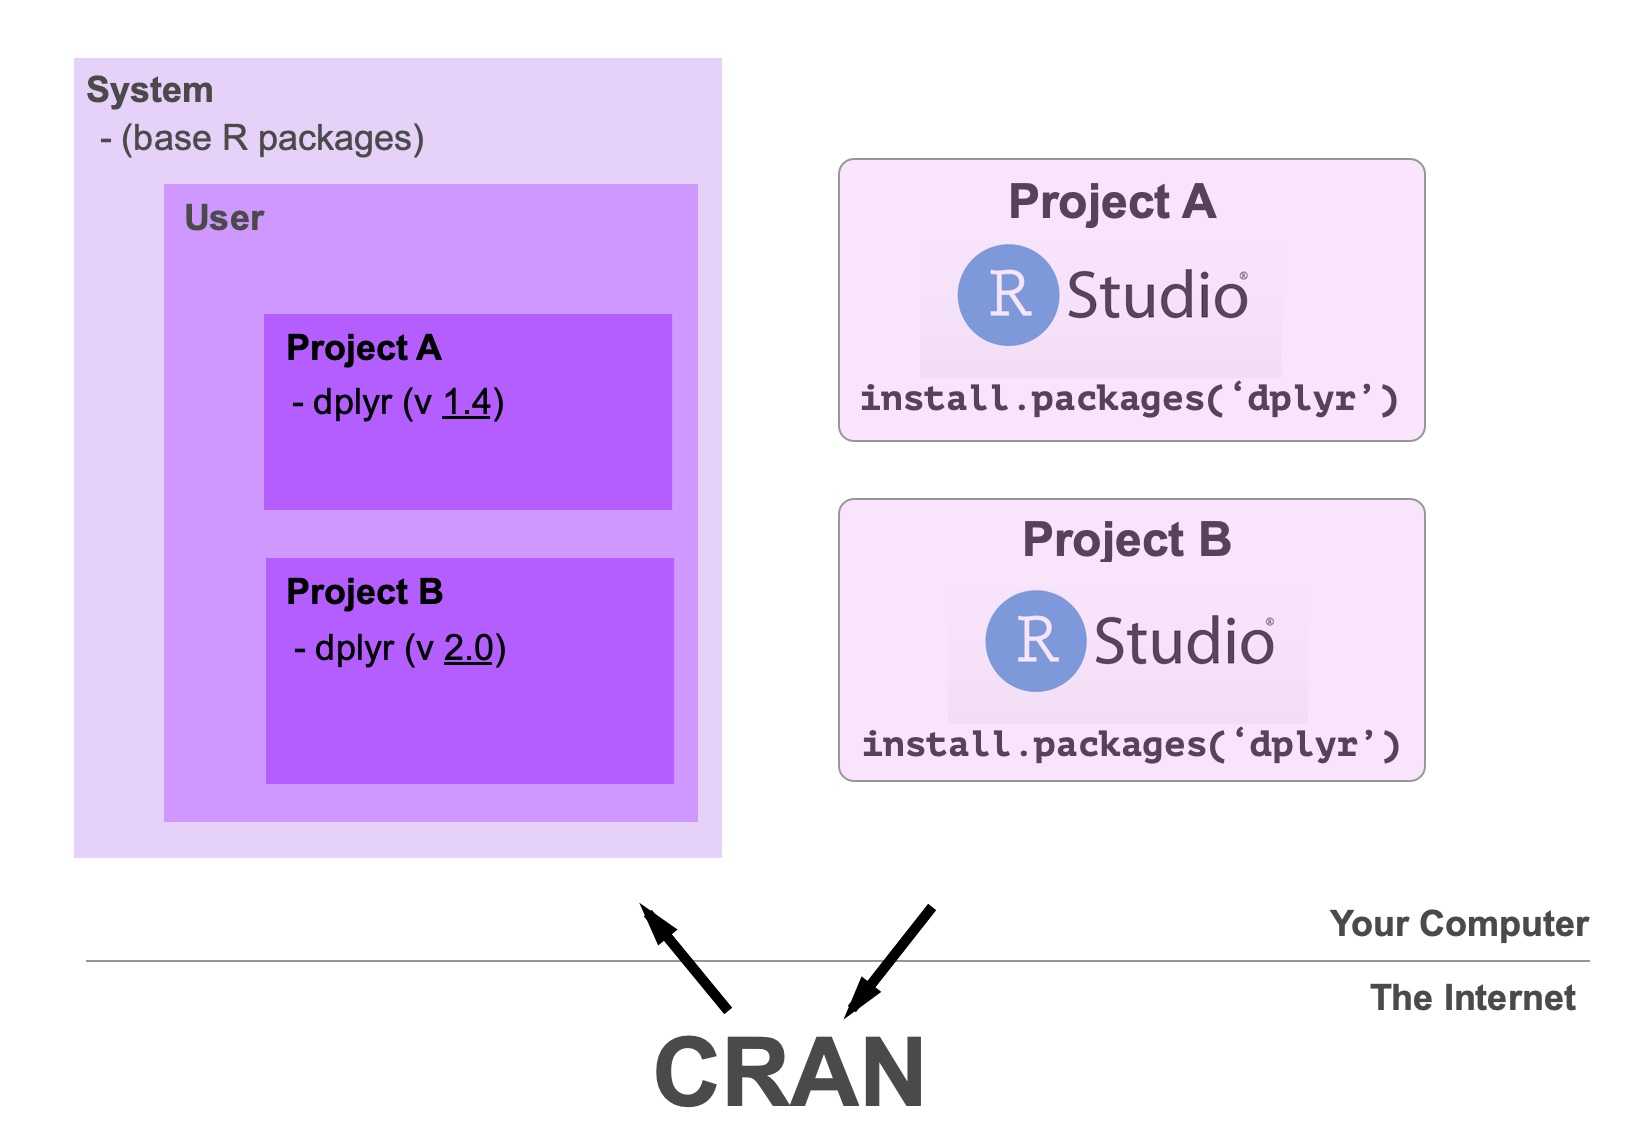 System
- (base R packages)
User
Project A
- dplyr (v 1.4)
Project B
- dplyr (v 2.0)
Project A
R Studio®
install.packages(‘dplyr’)
Project B
R Studio®
install.packages(‘dplyr’)
Your Computer
The Internet
CRAN